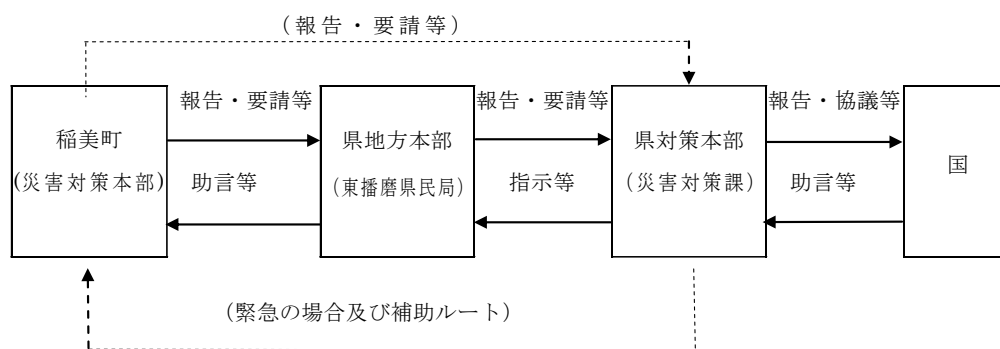 （報告・要請等）
報告・要請等
報告・要請等
報告・協議等
稲美町
(災害対策本部)
県地方本部
（東播磨県民局）
県対策本部
（災害対策課）
国
助言等
指示等
助言等
（緊急の場合及び補助ルート）